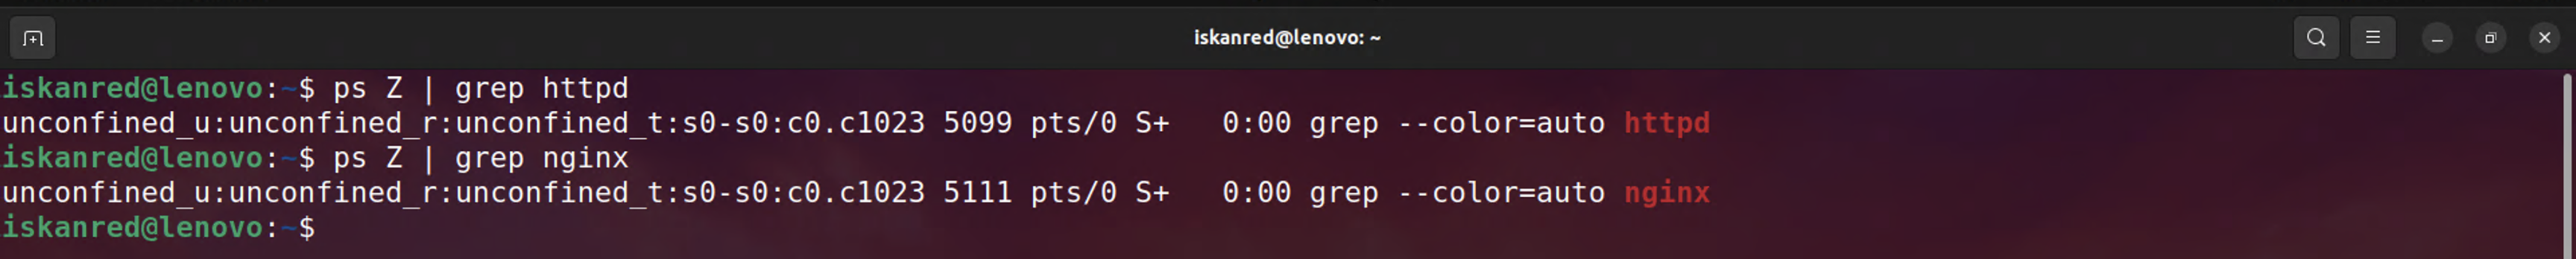 iskanred@lenovo: ~
iskanred@lenovo:~$ ps Z | grep httpd
unconfined_u:unconfined_r:unconfined_t:s0-s0:c0.c1023 5099 pts/0 S+   0:00 grep --color=auto httpd
iskanred@lenovo:~$ ps Z | grep nginx
unconfined_u:unconfined_r:unconfined_t:s0-s0:c0.c1023 5111 pts/0 S+   0:00 grep --color=auto nginx
iskanred@lenovo:~$